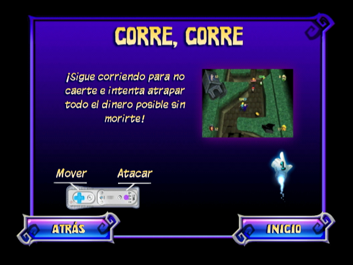 CORRE, CORRE
¡Sigue corriendo para no
caerte e intenta atrapar
todo el dinero posible sin
morirte!
Mover
Atacar
ATRÁS
INICIO